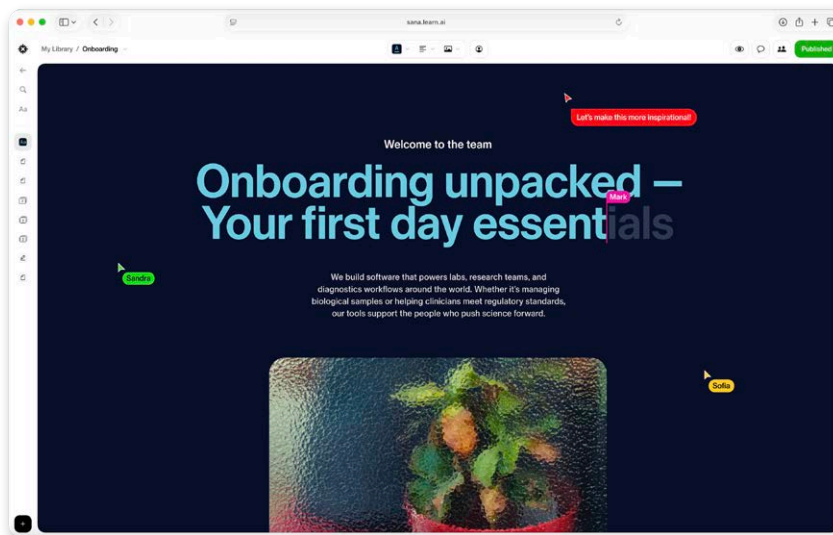 sana.learn.ai
My Library / Onboarding
Aa
Published
Let's make this more inspirational!
Welcome to the team
Onboarding unpacked —
Mark
Your first day essentials
Sandra
We build software that powers labs, research teams, and
diagnostics workflows around the world. Whether it's managing
biological samples or helping clinicians meet regulatory standards,
our tools support the people who push science forward.
Sofia